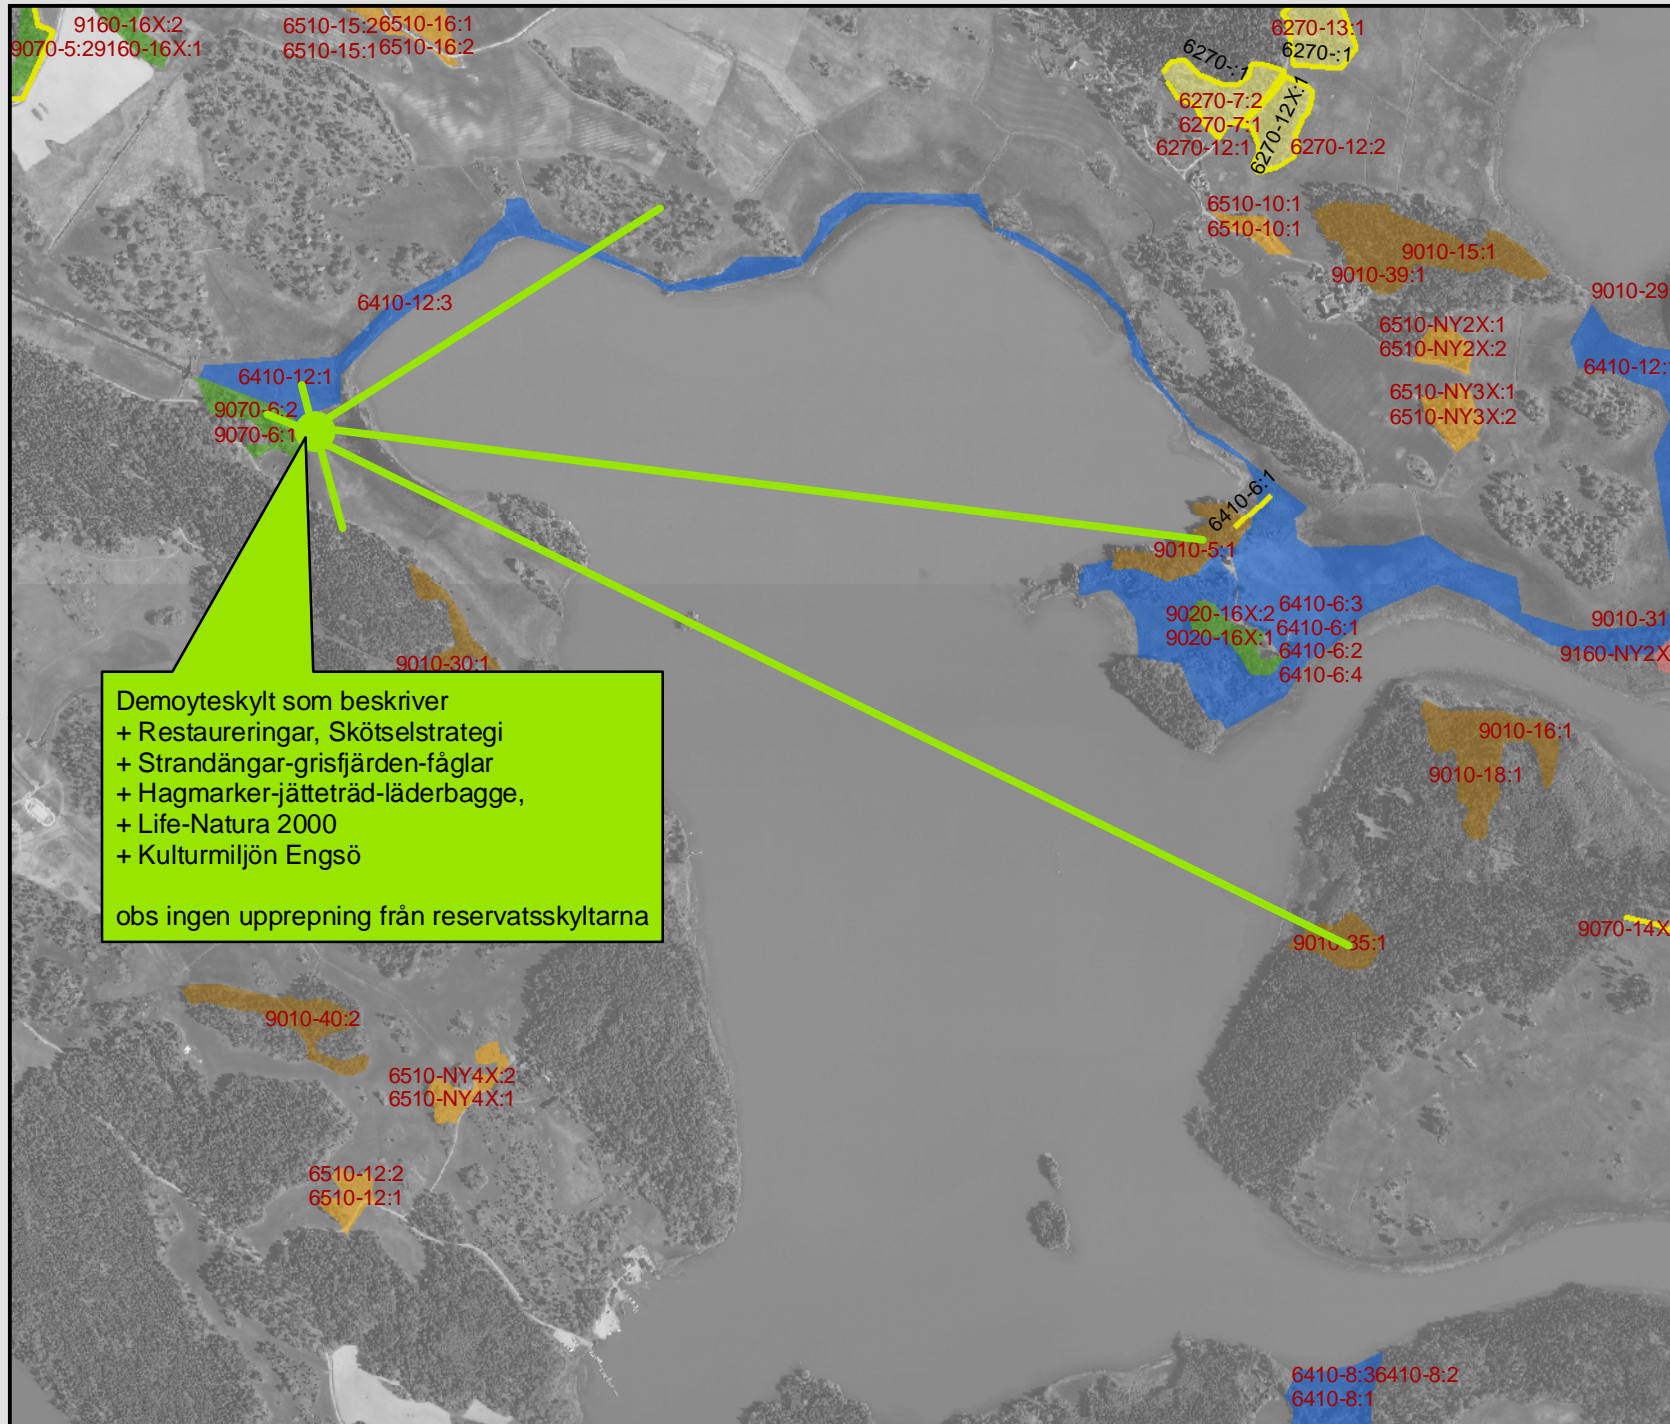 9160-16X:2
9070-5:29160-16X:1
6510-15:26510-16:1
6510-15:16510-16:2
6270-13:1
6270-:1
6270-:1
6270-7:2
6270-7:1
6270-12X:1
6270-12:1
6270-12:2
6510-10:1
6510-10:1
9010-15:1
9010-39:1
9010-29
6410-12:3
6510-NY2X:1
6510-NY2X:2
6410-12:1
6410-12:
9070-6:2
9070-6:1
6510-NY3X:1
6510-NY3X:2
6410-6:1
9010-5:1
9020-16X:2
9020-16X:1
6410-6:3
6410-6:1
6410-6:2
6410-6:4
9010-31
9160-NY2X
9010-30:1
Demoyteskylt som beskriver
+ Restaureringar, Skötselstrategi
+ Strandängar-grisfjärden-fåglar
+ Hagmarker-jätteträd-läderbagge,
+ Life-Natura 2000
+ Kulturmiljön Engsö
obs ingen upprepning från reservatsskyltarna
9010-16:1
9010-18:1
9010-35:1
9070-14X
9010-40:2
6510-NY4X:2
6510-NY4X:1
6510-12:2
6510-12:1
6410-8:36410-8:2
6410-8:1